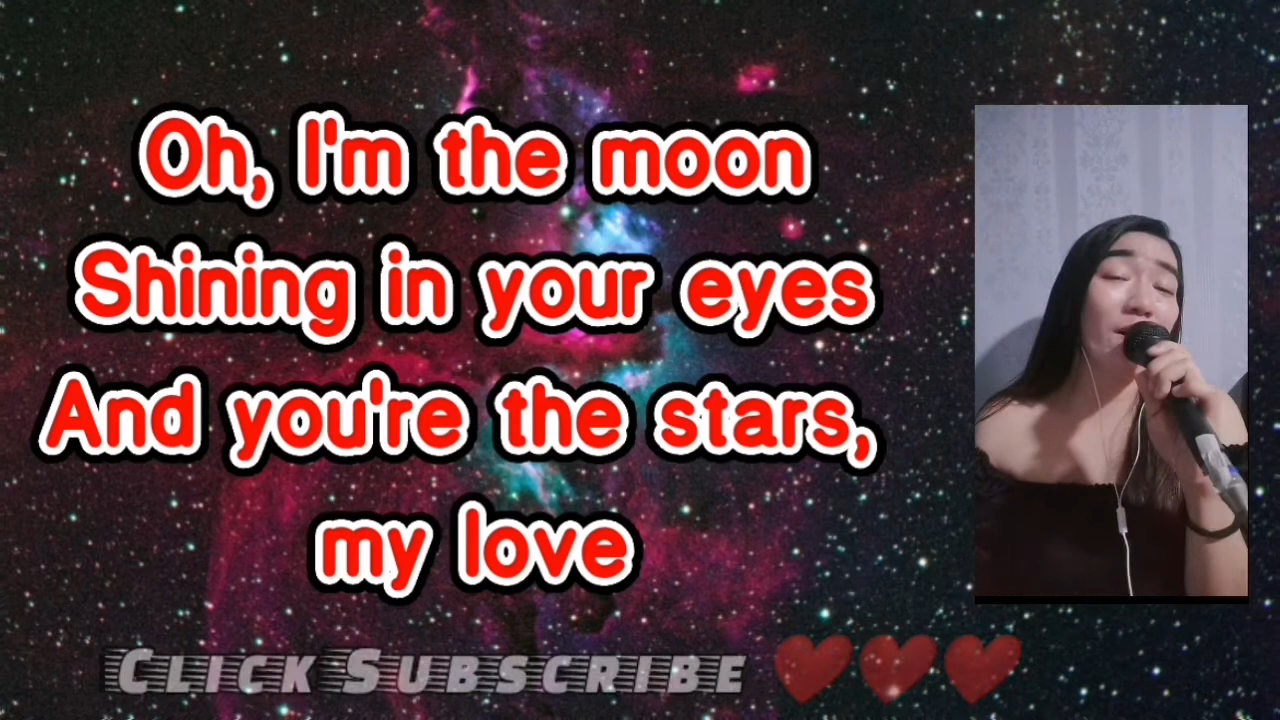 Oh, I'm the moon
Shining in your eyes
And you're the stars,
my love
CLICK SUBSCRIBE